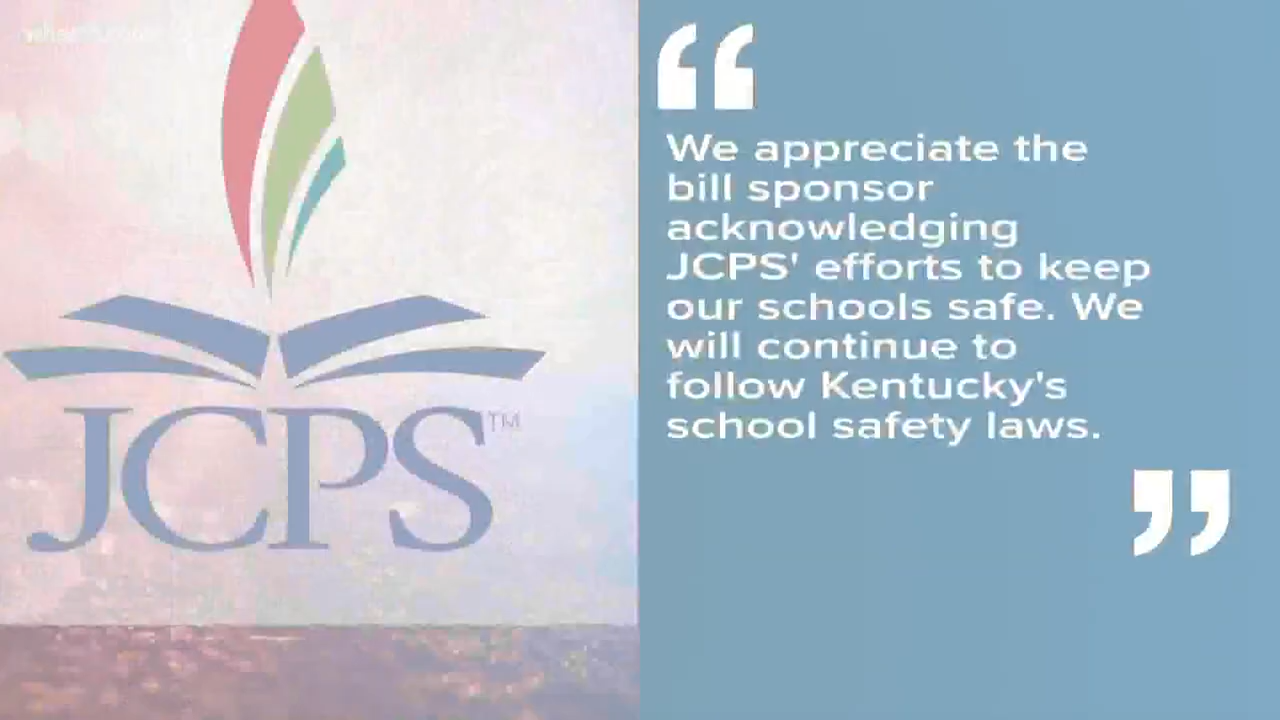 JCPS
TM
“
We appreciate the
bill sponsor
acknowledging
JCPS' efforts to keep
our schools safe. We
will continue to
follow Kentucky's
school safety laws.
”